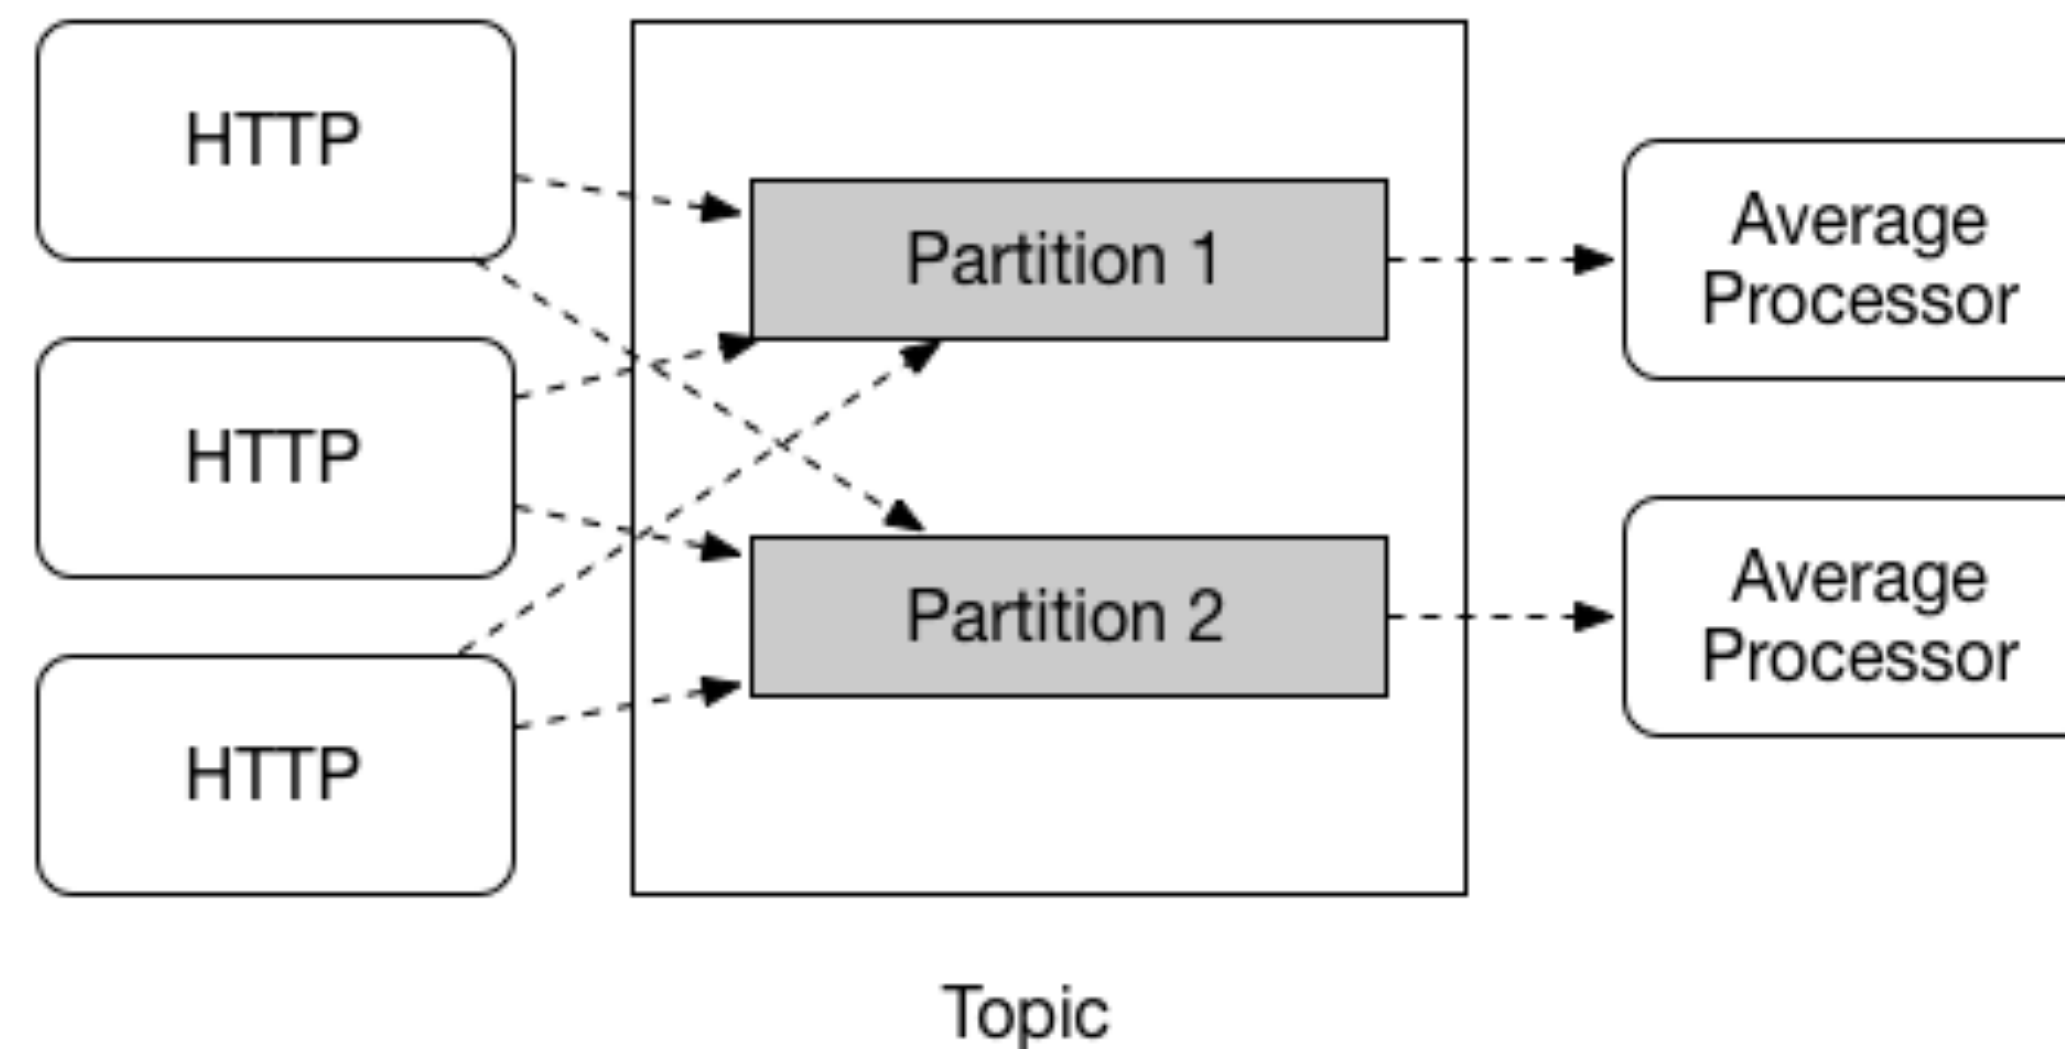 HTTP
HTTP
HTTP
Partition 1
Partition 2
Average
Processor
Average
Processor
Topic